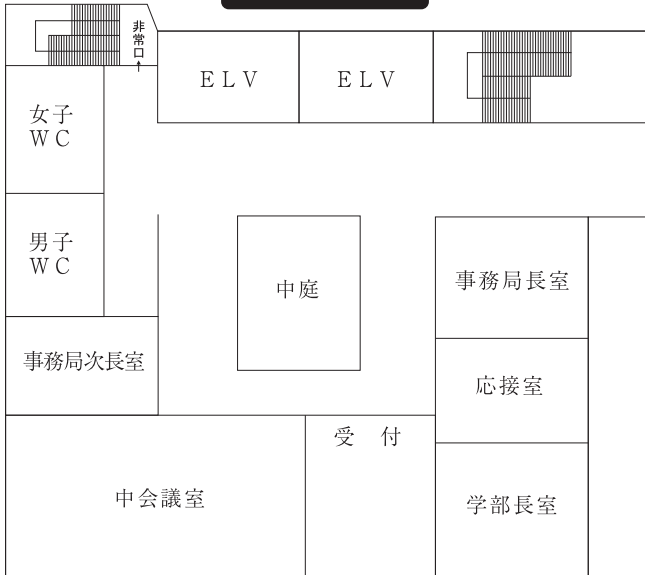 非常口
ＥＬＶ
ＥＬＶ
女子
ＷＣ
男子
ＷＣ
中庭
事務局長室
事務局次長室
応接室
受　付
中会議室
学部長室